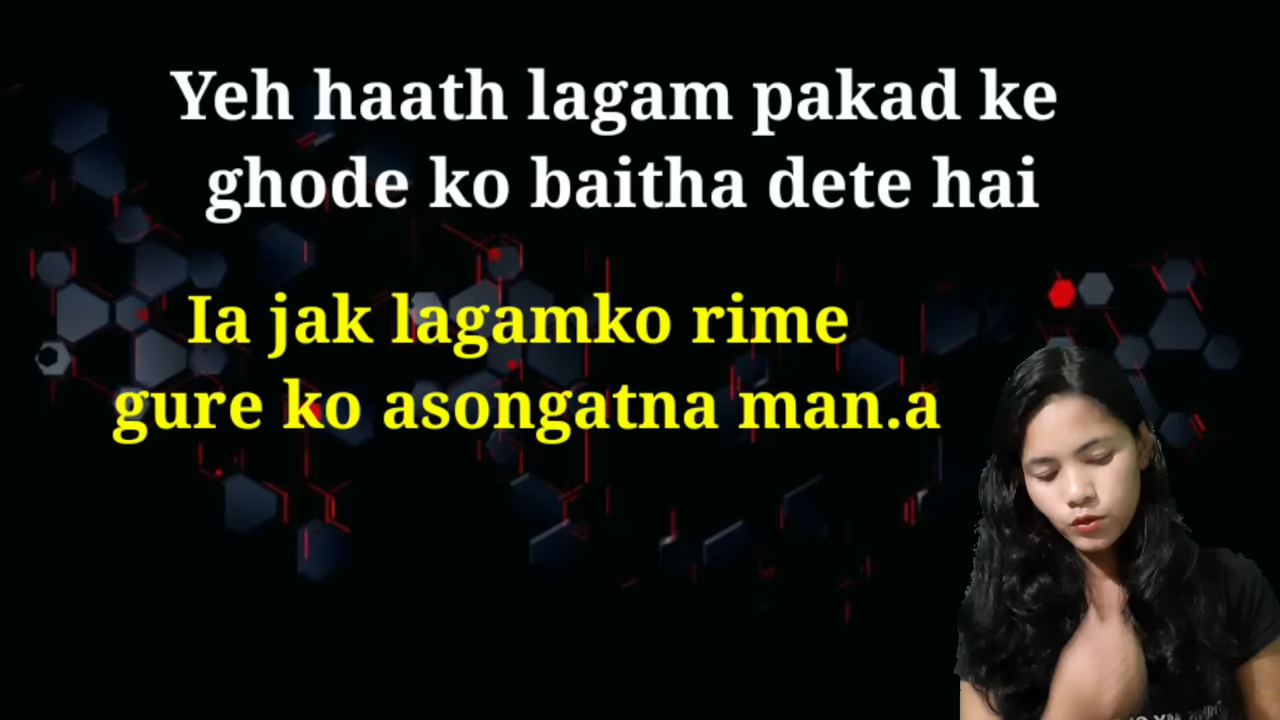 Yeh haath lagam pakad ke
ghode ko baitha dete hai
Ia jak lagamko rime
gure ko asongatna man.a